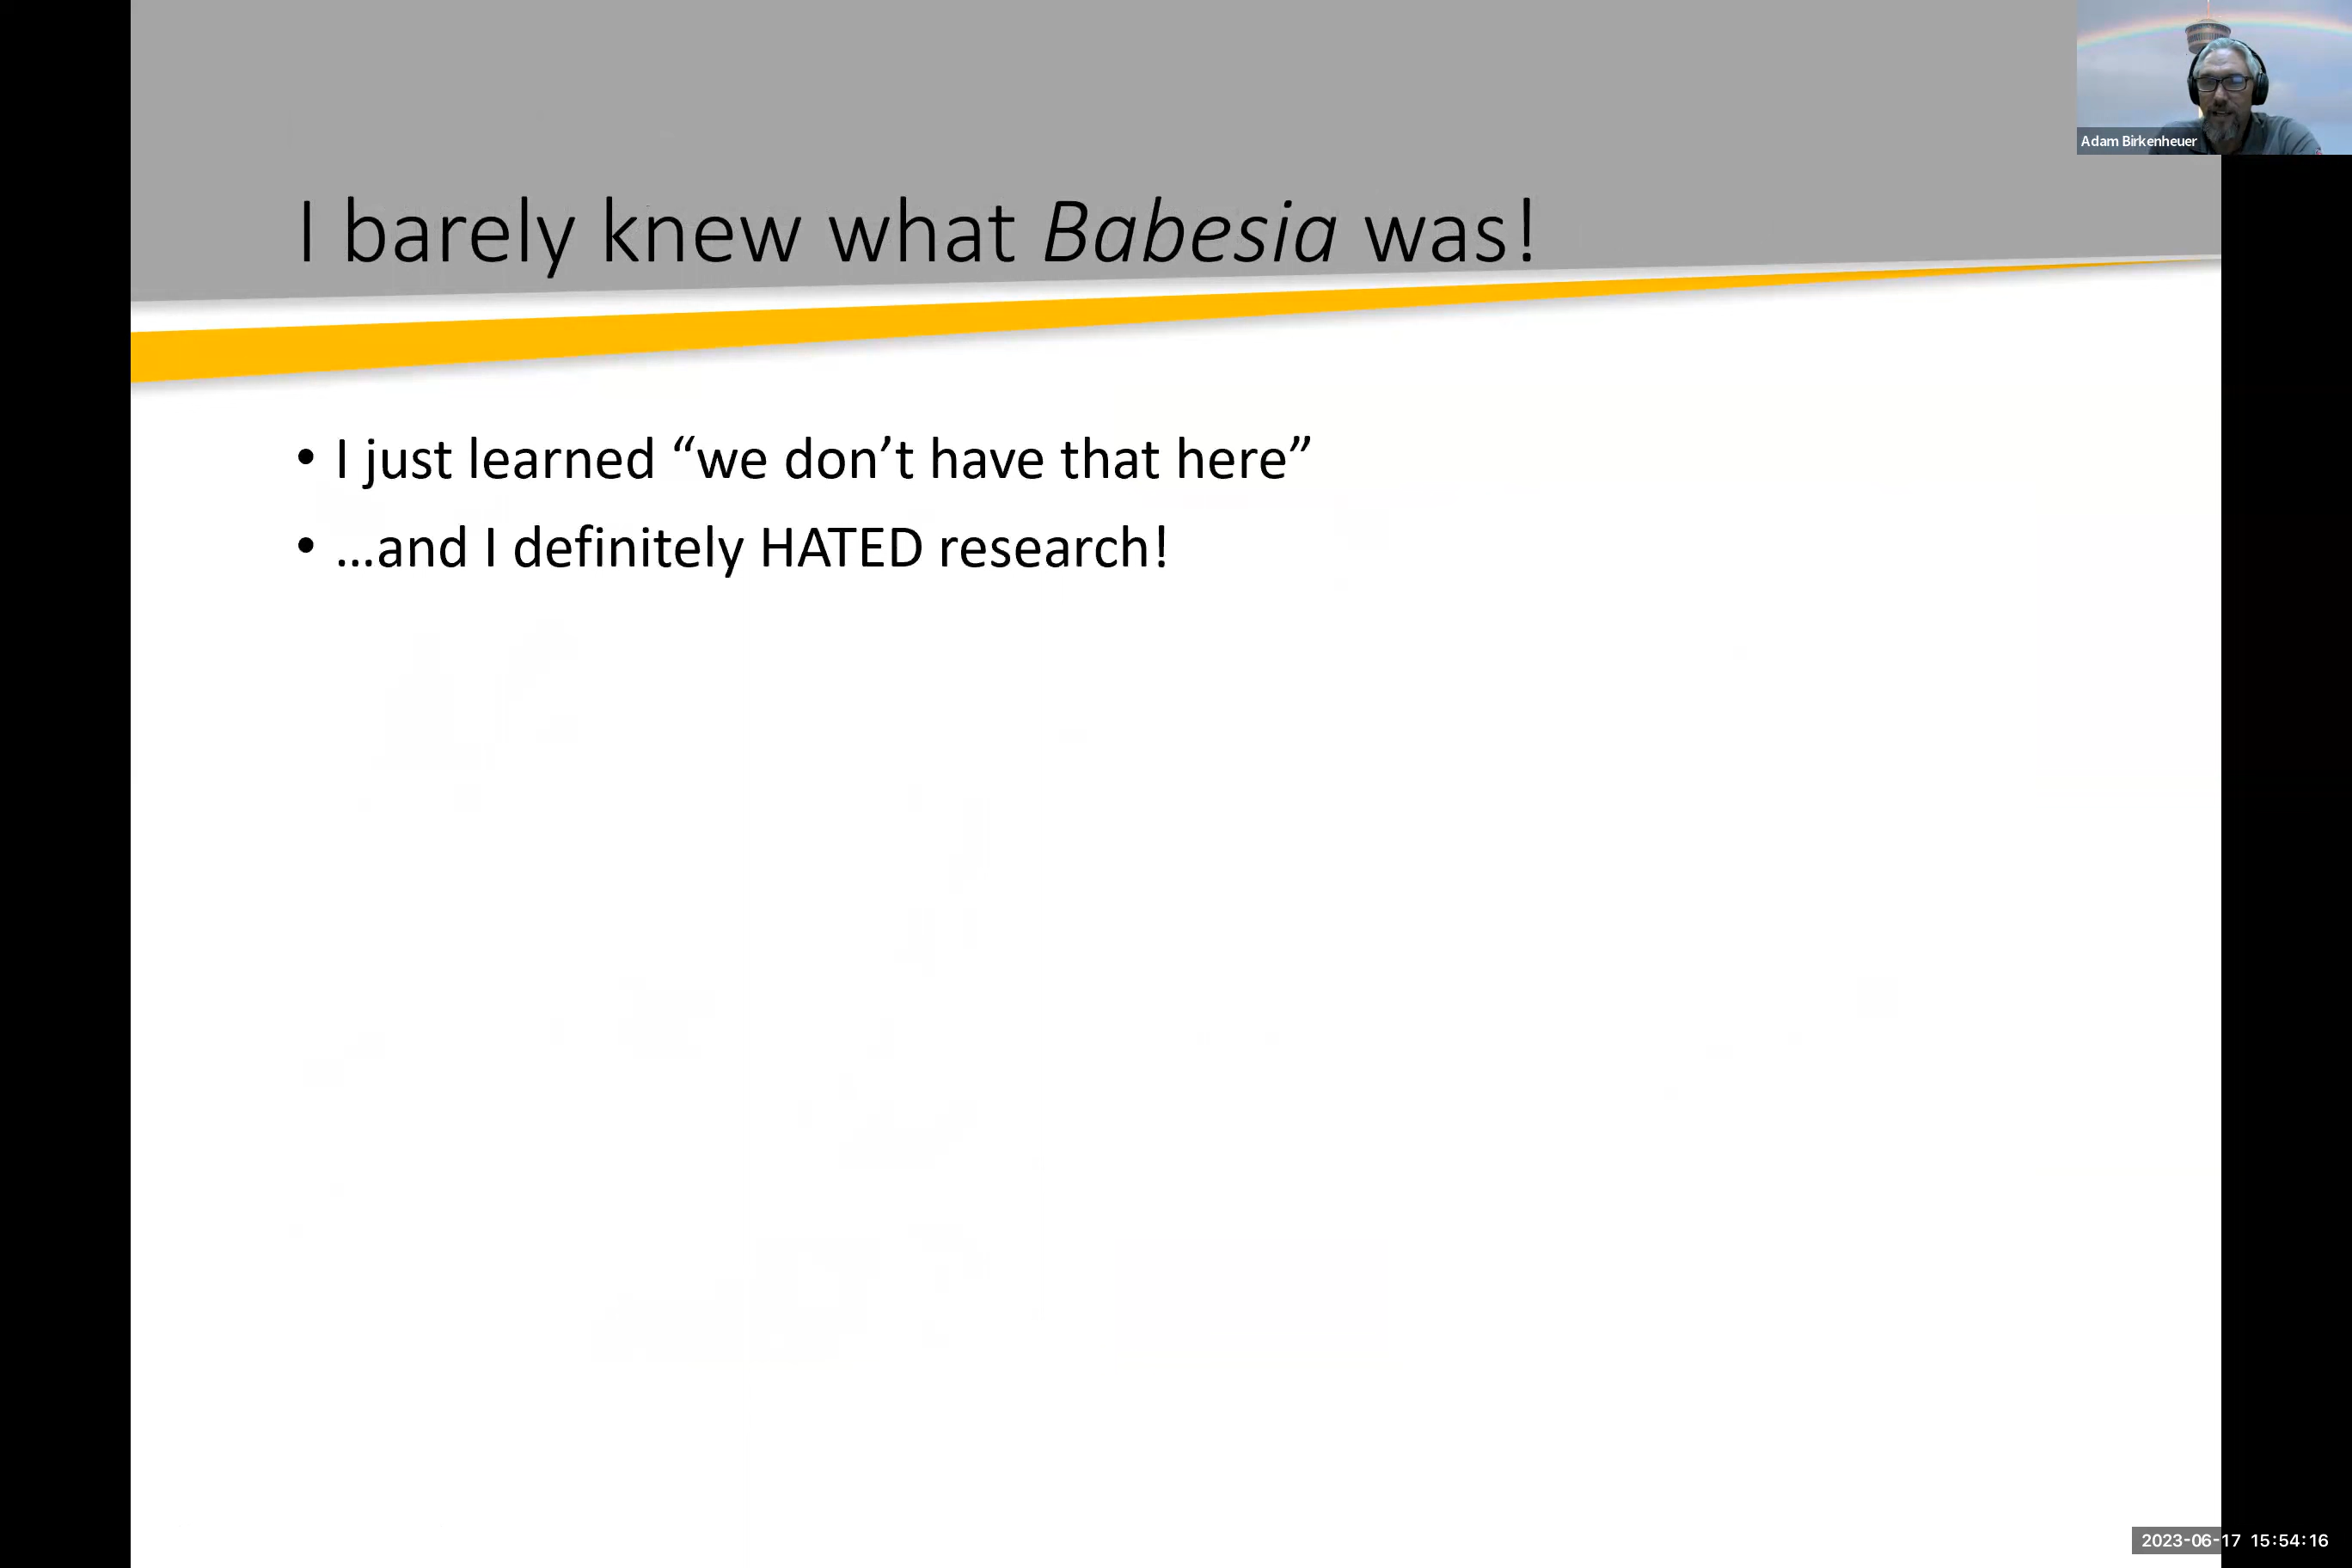 Adam Birkenheuer
I barely knew what Babesia was!
• I just learned “we don’t have that here”
• …and I definitely HATED research!
2023-06-17 15:54:16